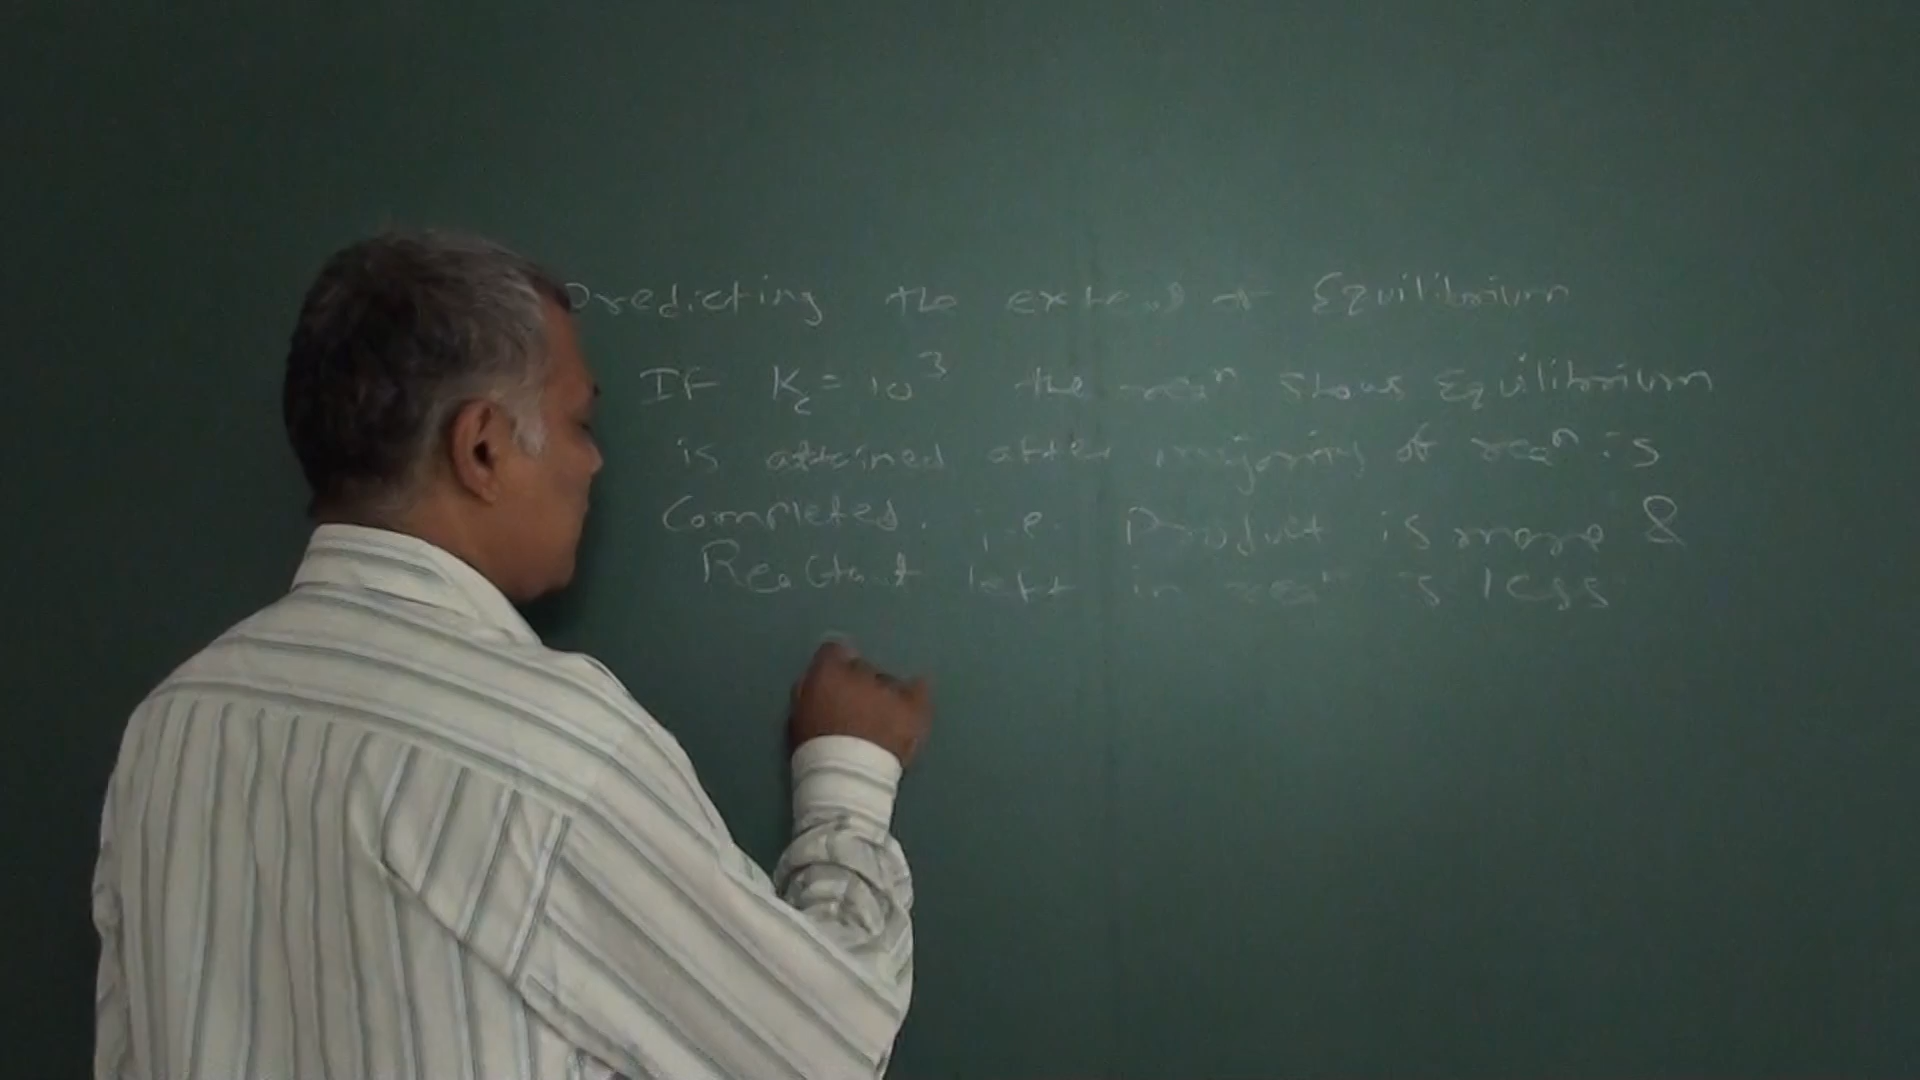 Predicting the extent of Equilibrium
If Kc = 10³ the reaⁿ shows Equilibrium
is attained after majority of reaⁿ is
Completed. i.e. Product is more &
Reactant left in reaⁿ is less